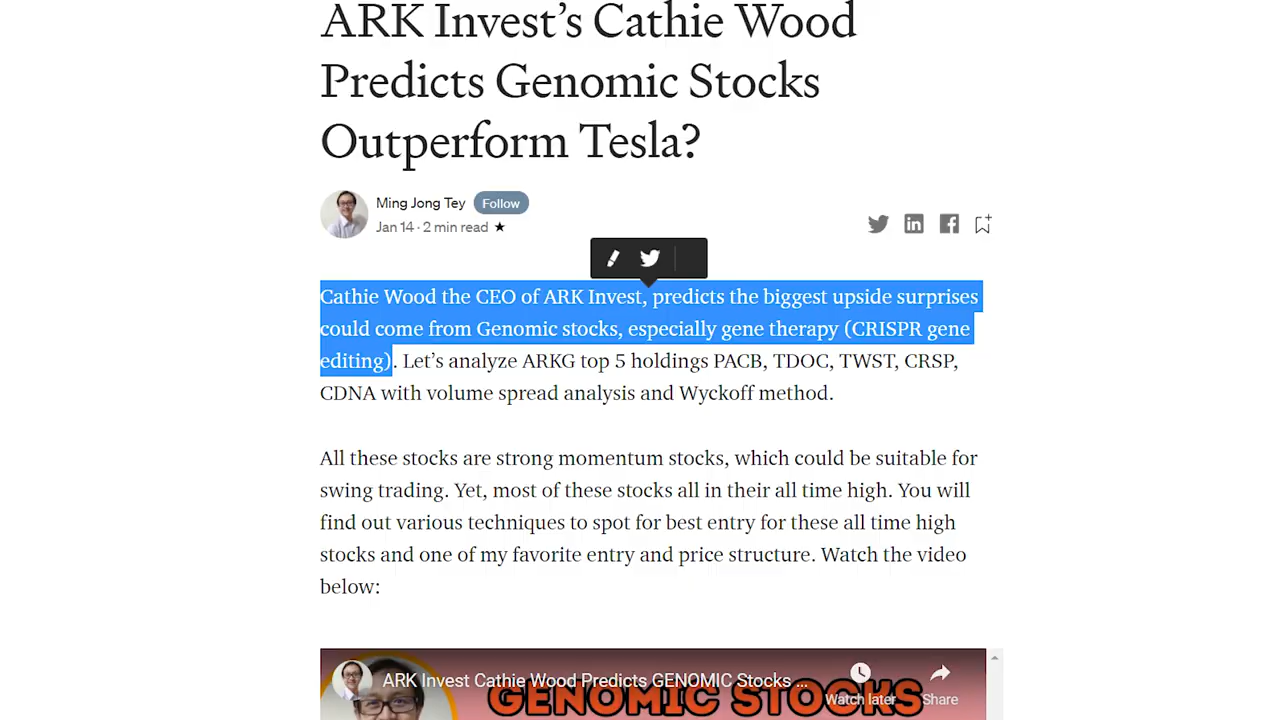 ARK Invest’s Cathie Wood
Predicts Genomic Stocks
Outperform Tesla?
Ming Jong Tey Follow
Jan 14 · 2 min read ★
Cathie Wood the CEO of ARK Invest, predicts the biggest upside surprises
could come from Genomic stocks, especially gene therapy (CRISPR gene
editing). Let’s analyze ARKG top 5 holdings PACB, TDOC, TWST, CRSP,
CDNA with volume spread analysis and Wyckoff method.
All these stocks are strong momentum stocks, which could be suitable for
swing trading. Yet, most of these stocks all in their all time high. You will
find out various techniques to spot for best entry for these all time high
stocks and one of my favorite entry and price structure. Watch the video
below:
ARK Invest Cathie Wood Predicts GENOMIC Stocks ...
GENOMIC STOCKS
Watch later Share